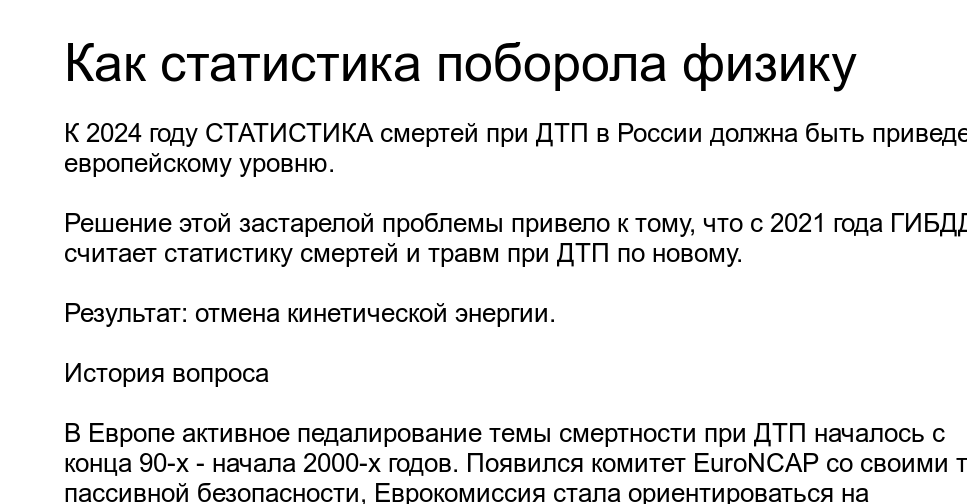 Как статистика поборола физику
К 2024 году СТАТИСТИКА смертей при ДТП в России должна быть приведе
европейскому уровню.
Решение этой застарелой проблемы привело к тому, что с 2021 года ГИБДД
считает статистику смертей и травм при ДТП по новому.
Результат: отмена кинетической энергии.
История вопроса
В Европе активное педалирование темы смертности при ДТП началось с
конца 90-х - начала 2000-х годов. Появился комитет EuroNCAP со своими т
пассивной безопасности, Еврокомиссия стала ориентироваться на